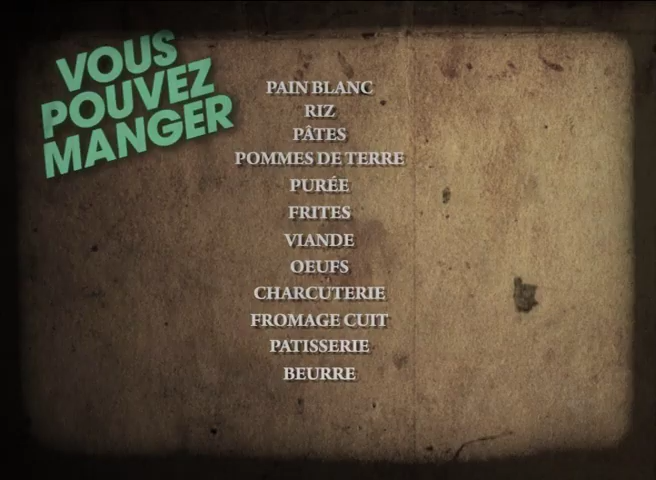 VOUS
POUVEZ
MANGER
PAIN BLANC
RIZ
PÂTES
POMMES DE TERRE
PURÉE
FRITES
VIANDE
OEUFS
CHARCUTERIE
FROMAGE CUIT
PATISSERIE
BEURRE